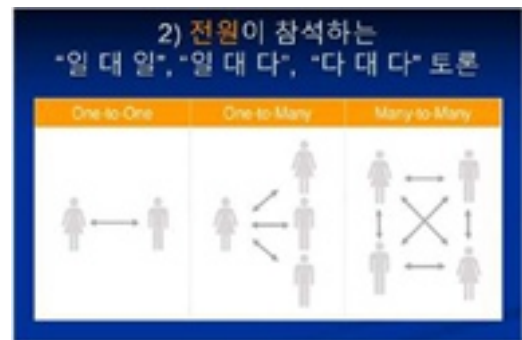 2) 전원이 참석하는
"일 대 일", "일 대 다", "다 대 다" 토론
One-to-One
One-to-Many
Many-to-Many